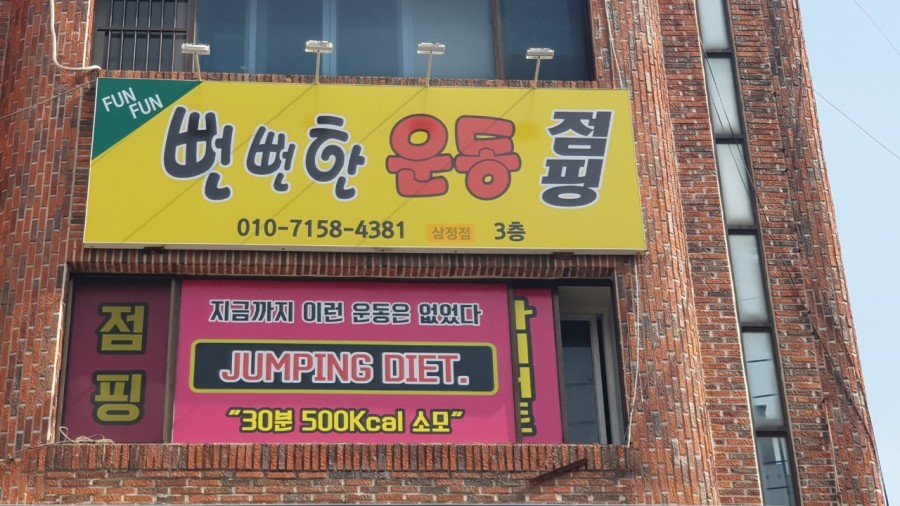 FUN
FUN
뻔뻔한 운동 점핑
010-7158-4381 삼정점 3층
점핑
지금까지 이런 운동은 없었다
JUMPING DIET.
"30분 500Kcal 소모"